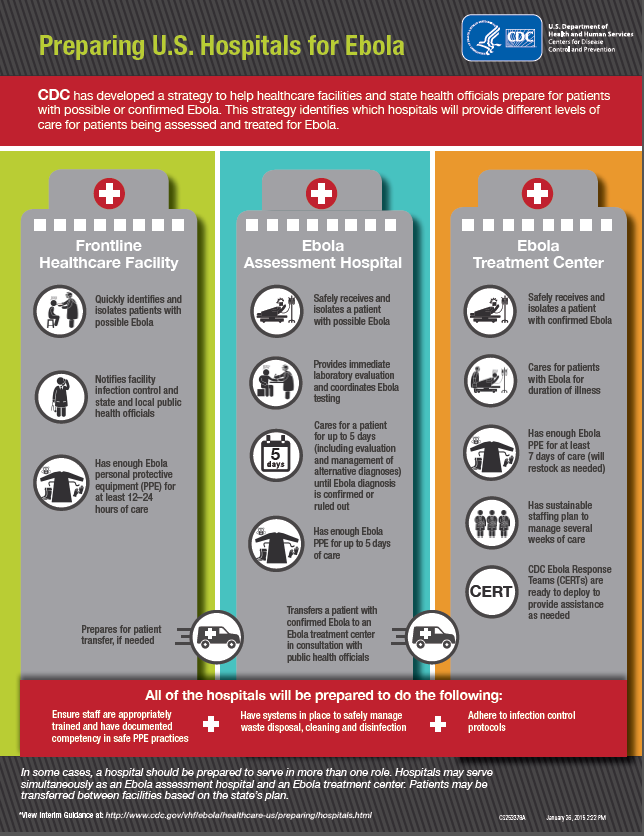 Preparing U.S. Hospitals for Ebola
CDC
U.S. Department of
Health and Human Services
Centers for Disease
Control and Prevention
CDC has developed a strategy to help healthcare facilities and state health officials prepare for patients
with possible or confirmed Ebola. This strategy identifies which hospitals will provide different levels of
care for patients being assessed and treated for Ebola.
Frontline
Healthcare Facility
Quickly identifies and
isolates patients with
possible Ebola
Notifies facility
infection control and
state and local public
health officials
Has enough Ebola
personal protective
equipment (PPE) for
at least 12–24
hours of care
Prepares for patient
transfer, if needed
Ebola
Assessment Hospital
Safely receives and
isolates a patient
with possible Ebola
Provides immediate
laboratory evaluation
and coordinates Ebola
testing
5
days
Cares for a patient
for up to 5 days
(including evaluation
and management of
alternative diagnoses)
until Ebola diagnosis
is confirmed or
ruled out
Has enough Ebola
PPE for up to 5 days
of care
Transfers a patient with
confirmed Ebola to an
Ebola treatment center
in consultation with
public health officials
Ebola
Treatment Center
Safely receives and
isolates a patient
with confirmed Ebola
Cares for patients
with Ebola for
duration of illness
Has enough Ebola
PPE for at least
7 days of care (will
restock as needed)
Has sustainable
staffing plan to
manage several
weeks of care
CERT
CDC Ebola Response
Teams (CERTs) are
ready to deploy to
provide assistance
as needed
All of the hospitals will be prepared to do the following:
Ensure staff are appropriately
trained and have documented
competency in safe PPE practices
Have systems in place to safely manage
waste disposal, cleaning and disinfection
Adhere to infection control
protocols
In some cases, a hospital should be prepared to serve in more than one role. Hospitals may serve
simultaneously as an Ebola assessment hospital and an Ebola treatment center. Patients may be
transferred between facilities based on the state's plan.
*View Interim Guidance at: http://www.cdc.gov/vhf/ebola/healthcare-us/preparing/hospitals.html
January 26, 2015 2:22 PM